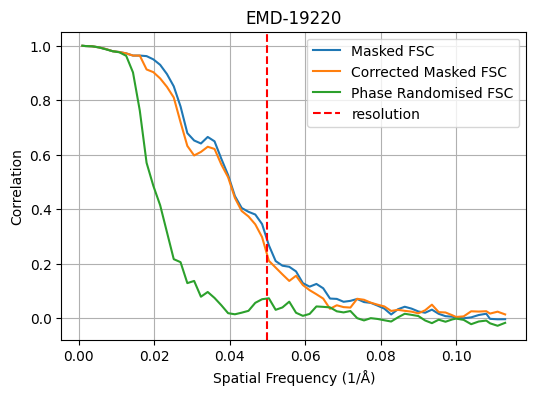 EMD-19220
Masked FSC
Corrected Masked FSC
Phase Randomised FSC
resolution
Correlation
1.0
0.8
0.6
0.4
0.2
0.0
0.00 0.02 0.04 0.06 0.08 0.10
Spatial Frequency (1/Å)